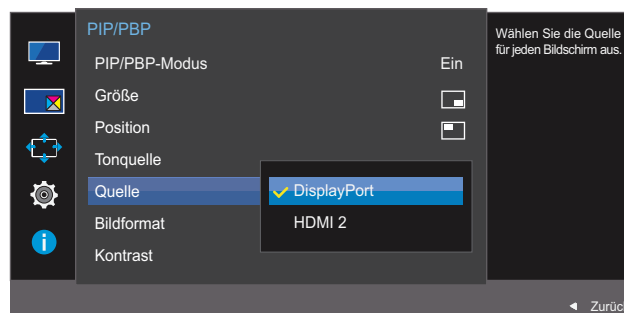 PIP/PBP
PIP/PBP-Modus Ein
Größe
Position
Tonquelle
Quelle
DisplayPort
HDMI 2
Bildformat
Kontrast
Wählen Sie die Quelle
für jeden Bildschirm aus.
Zurück